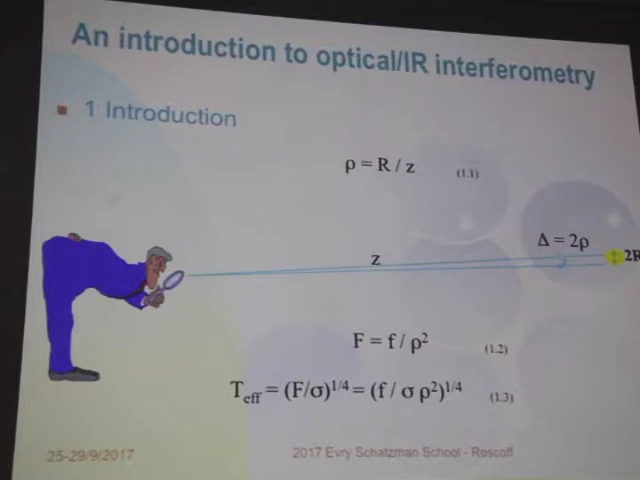 An introduction to optical/IR interferometry
1 Introduction
ρ = R / z (1.1)
Δ = 2ρ
z
2R
F = f / ρ² (1.2)
T_eff = (F/σ)^1/4 = (f / σ ρ²)^1/4 (1.3)
25-29/9/2017
2017 Evry Schatzman School - Roscoff